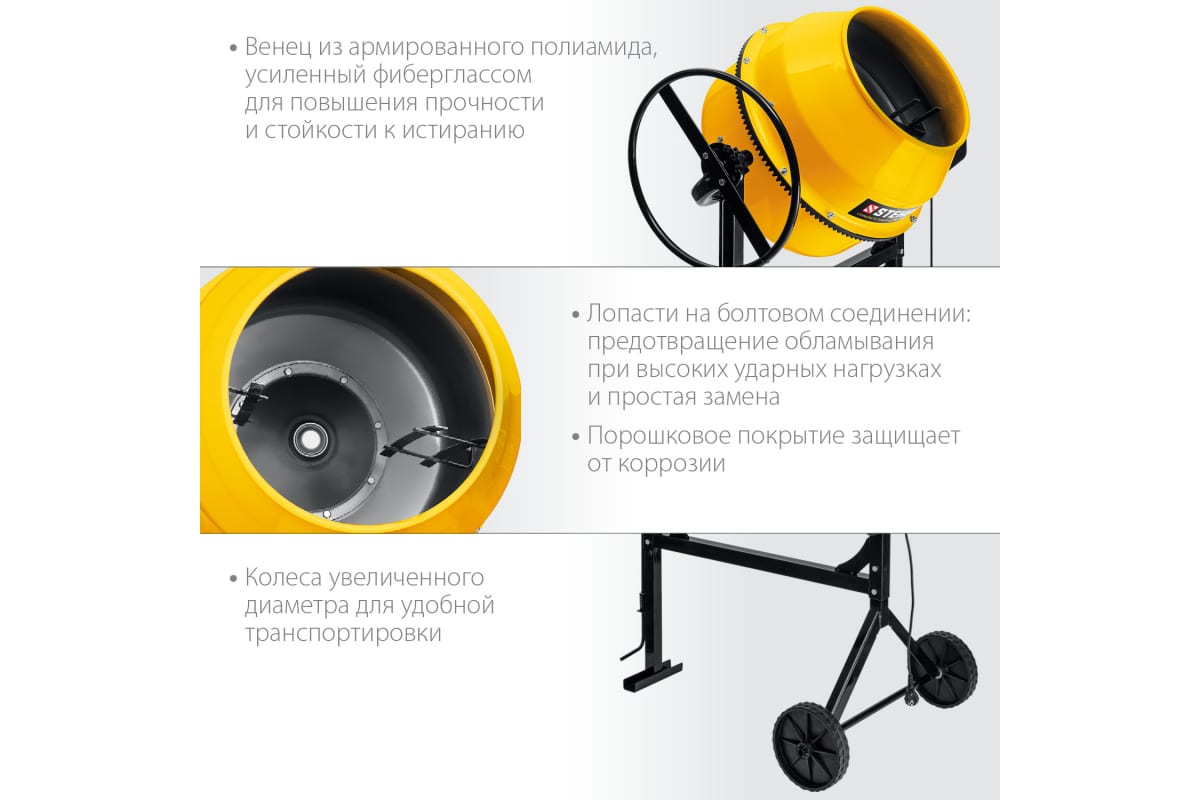 • Венец из армированного полиамида,
усиленный фиберглассом
для повышения прочности
и стойкости к истиранию
• Лопасти на болтовом соединении:
предотвращение обламывания
при высоких ударных нагрузках
и простая замена
• Порошковое покрытие защищает
от коррозии
• Колеса увеличенного
диаметра для удобной
транспортировки